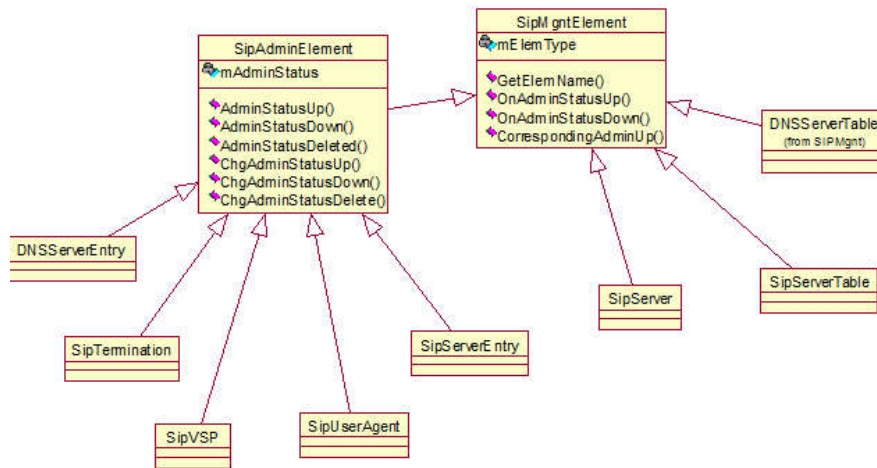 SipAdminElement
mAdminStatus
AdminStatusUp()
AdminStatusDown()
AdminStatusDeleted()
ChgAdminStatusUp()
ChgAdminStatusDown()
ChgAdminStatusDelete()
SipMgntElement
mElemType
GetElemName()
OnAdminStatusUp()
OnAdminStatusDown()
CorrespondingAdminUp()
DNSServerTable
(from SIPMgnt)
DNSServerEntry
SipTermination
SipVSP
SipUserAgent
SipServerEntry
SipServer
SipServerTable